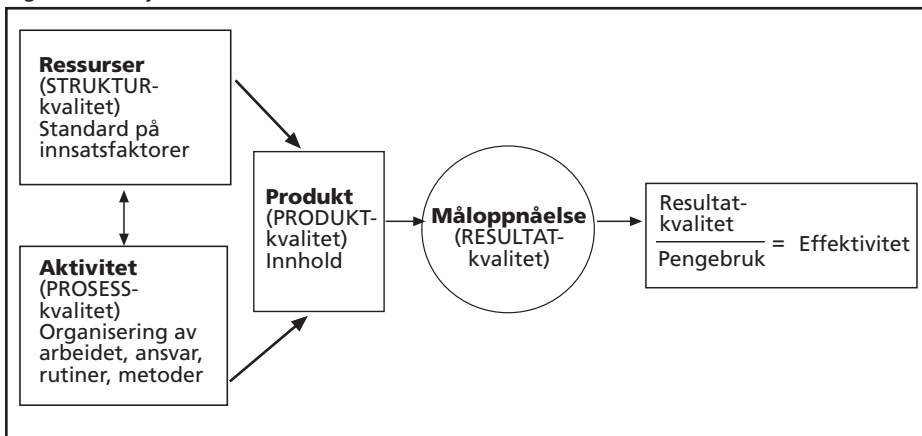 Ressurser
(STRUKTUR-
kvalitet)
Standard på
innsatsfaktorer
Aktivitet
(PROSESS-
kvalitet)
Organisering av
arbeidet, ansvar,
rutiner, metoder
Produkt
(PRODUKT-
kvalitet)
Innhold
Måloppnåelse
(RESULTAT-
kvalitet)
Resultat-
kvalitet
Pengebruk = Effektivitet